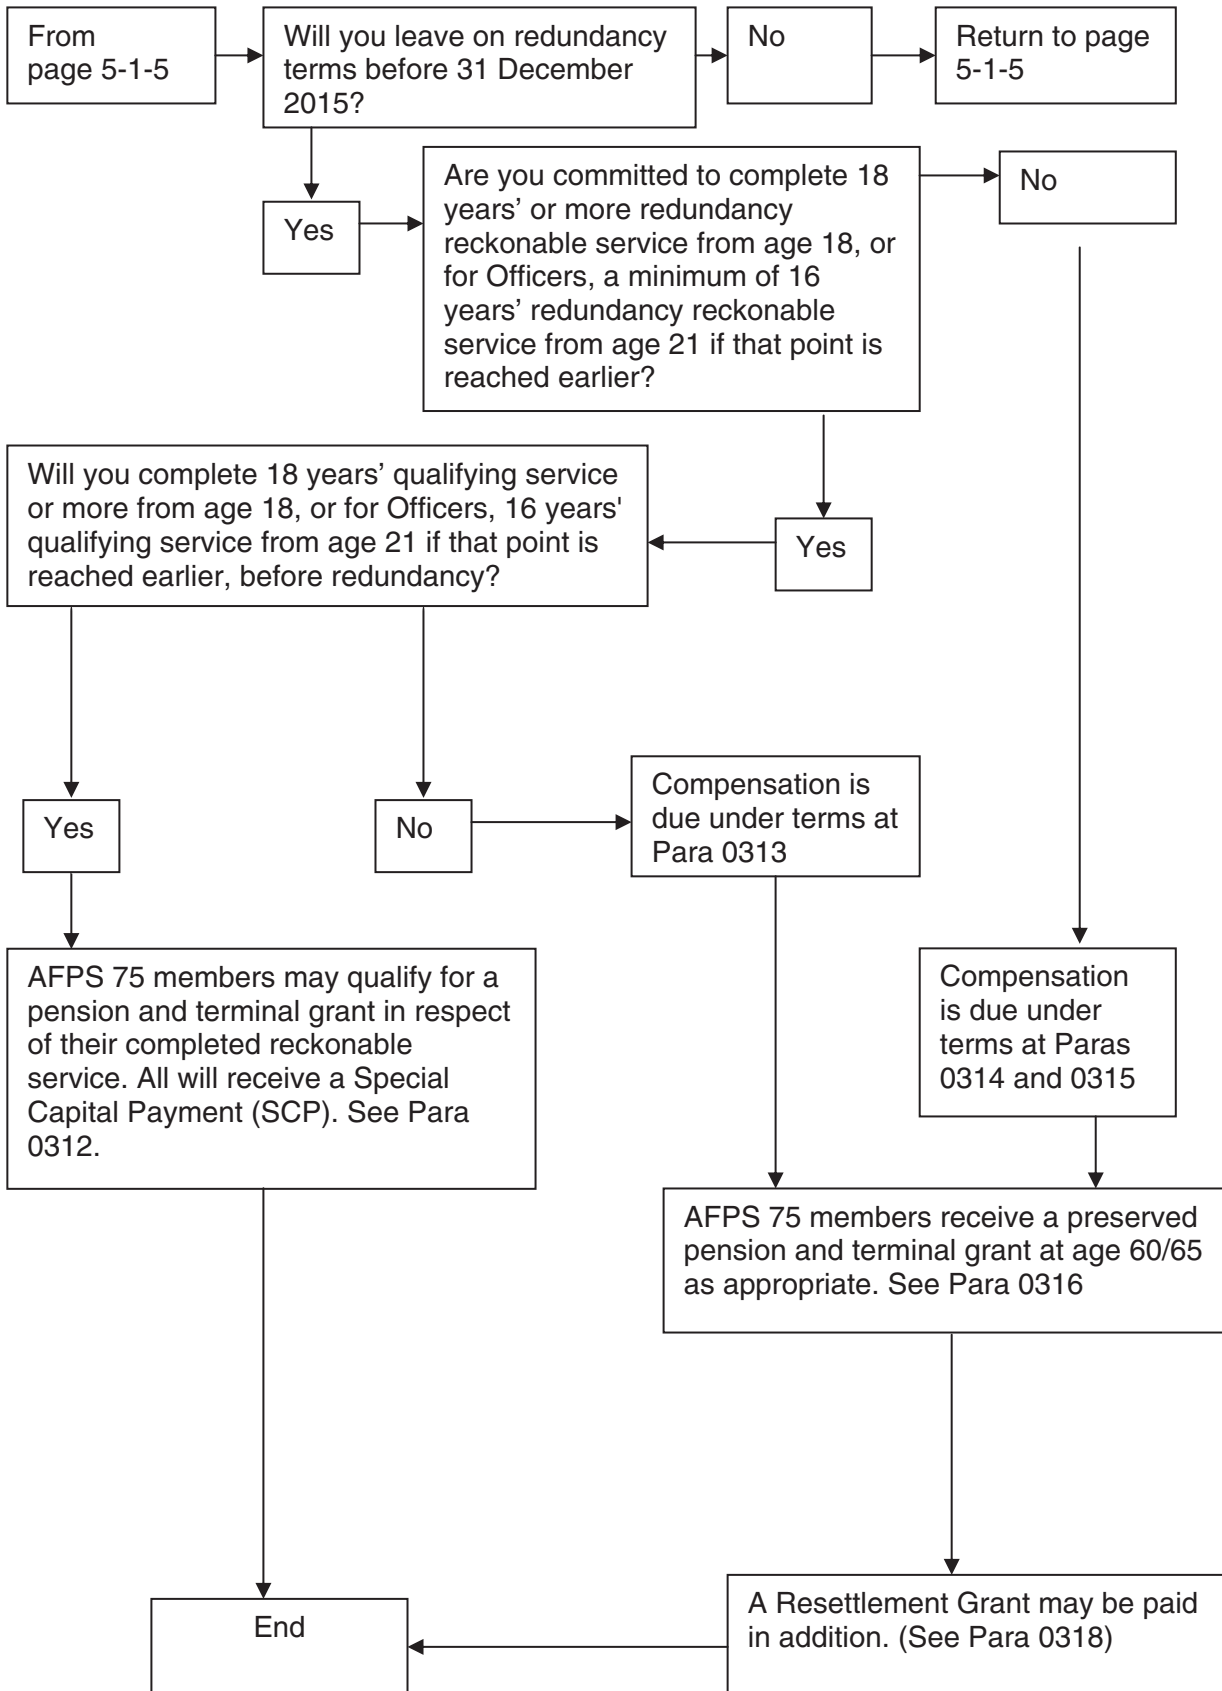 From
page 5-1-5
Will you leave on redundancy
terms before 31 December
2015?
No
Return to page
5-1-5
Yes
Are you committed to complete 18
years’ or more redundancy
reckonable service from age 18, or
for Officers, a minimum of 16
years’ redundancy reckonable
service from age 21 if that point is
reached earlier?
No
Will you complete 18 years’ qualifying service
or more from age 18, or for Officers, 16 years'
qualifying service from age 21 if that point is
reached earlier, before redundancy?
Yes
Yes
No
Compensation is
due under terms at
Para 0313
AFPS 75 members may qualify for a
pension and terminal grant in respect
of their completed reckonable
service. All will receive a Special
Capital Payment (SCP). See Para
0312.
Compensation
is due under
terms at Paras
0314 and 0315
AFPS 75 members receive a preserved
pension and terminal grant at age 60/65
as appropriate. See Para 0316
End
A Resettlement Grant may be paid
in addition. (See Para 0318)